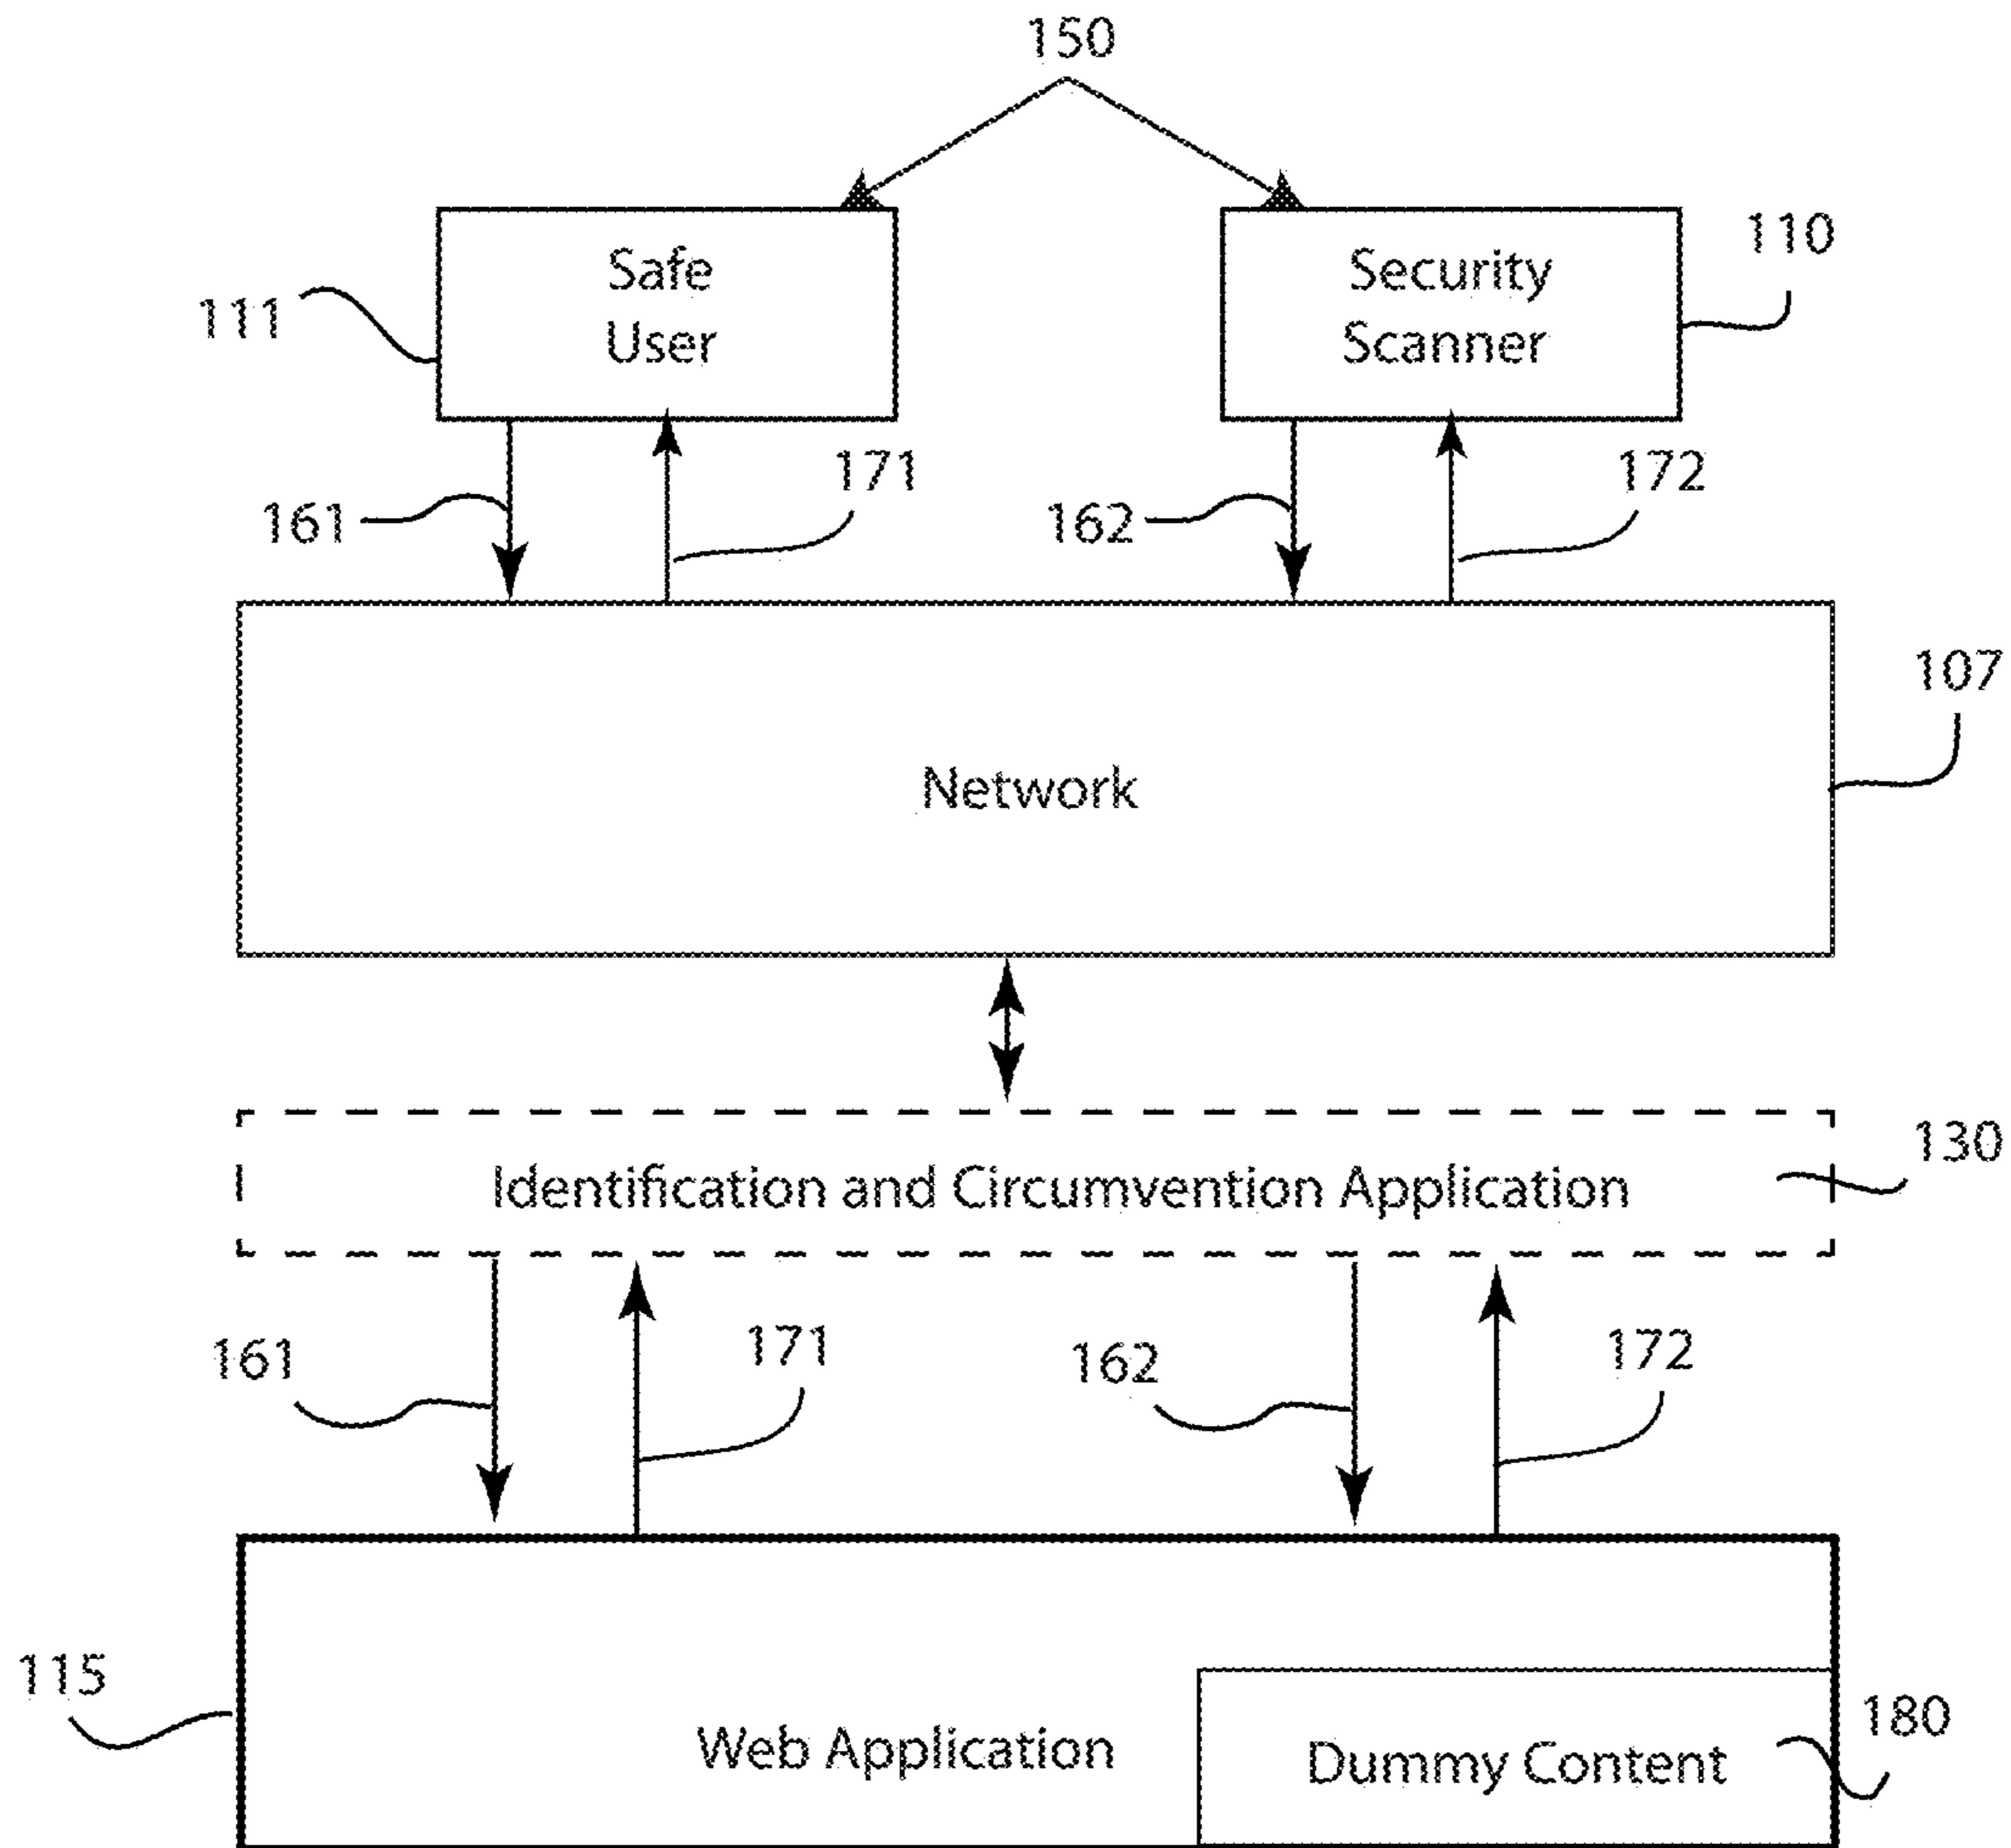 150
Safe
User
Security
Scanner
110
111
161
171
162
172
Network
107
Identification and Circumvention Application
130
161
171
162
172
115
Web Application
Dummy Content
180